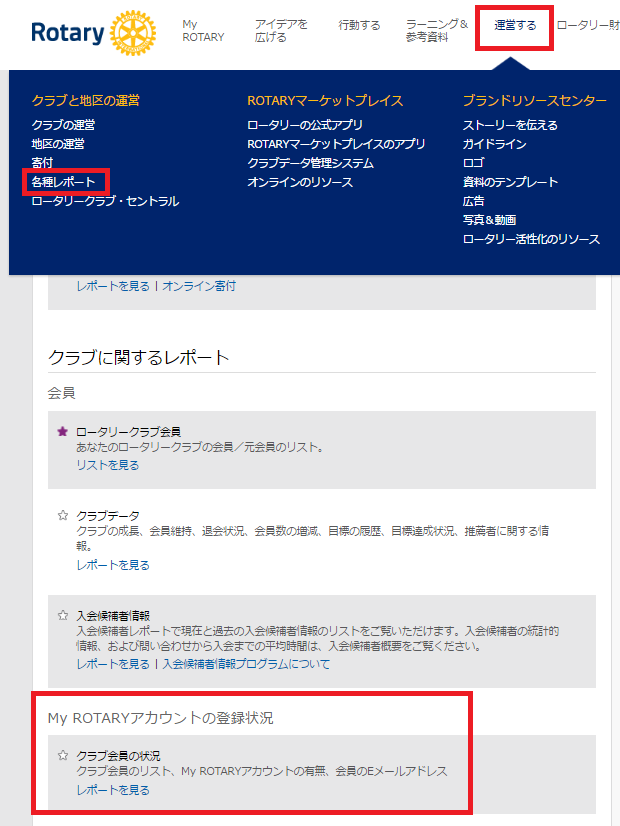 Rotary
My
ROTARY
アイデアを
広げる
行動する
ラーニング&
参考資料
運営する
ロータリー財
クラブと地区の運営
クラブの運営
地区の運営
寄付
各種レポート
ロータリークラブ・セントラル
ROTARYマーケットプレイス
ロータリーの公式アプリ
ROTARYマーケットプレイスのアプリ
クラブデータ管理システム
オンラインのリソース
ブランドリソースセンター
ストーリーを伝える
ガイドライン
ロゴ
資料のテンプレート
広告
写真&動画
ロータリー活性化のリソース
レポートを見る | オンライン寄付
クラブに関するレポート
会員
ロータリークラブ会員
あなたのロータリークラブの会員／元会員のリスト。
リストを見る
クラブデータ
クラブの成長、会員維持、退会状況、会員数の増減、目標の履歴、目標達成状況、推薦者に関する情
報。
レポートを見る
入会候補者情報
入会候補者レポートで現在と過去の入会候補者情報のリストをご覧いただけます。入会候補者の統計的
情報、および問い合わせから入会までの平均時間は、入会候補者概要をご覧ください。
レポートを見る | 入会候補者情報プログラムについて
My ROTARYアカウントの登録状況
クラブ会員の状況
クラブ会員のリスト、My ROTARYアカウントの有無、会員のEメールアドレス
レポートを見る